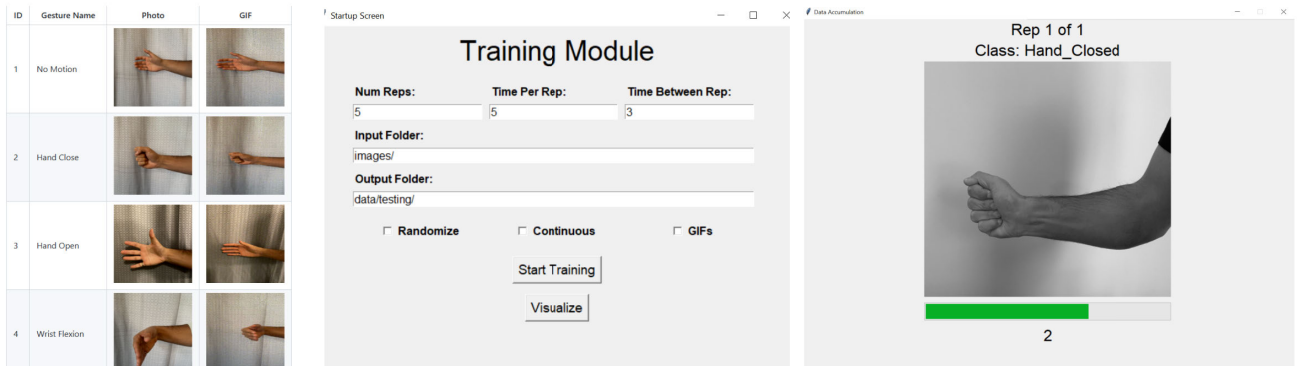 ID Gesture Name Photo GIF
1 No Motion
2 Hand Close
3 Hand Open
4 Wrist Flexion
Startup Screen
Training Module
Num Reps: Time Per Rep: Time Between Rep:
5 5 3
Input Folder:
images/
Output Folder:
data/testing/
Randomize Continuous GIFs
Start Training
Visualize
Data Accumulation
Rep 1 of 1
Class: Hand_Closed
2